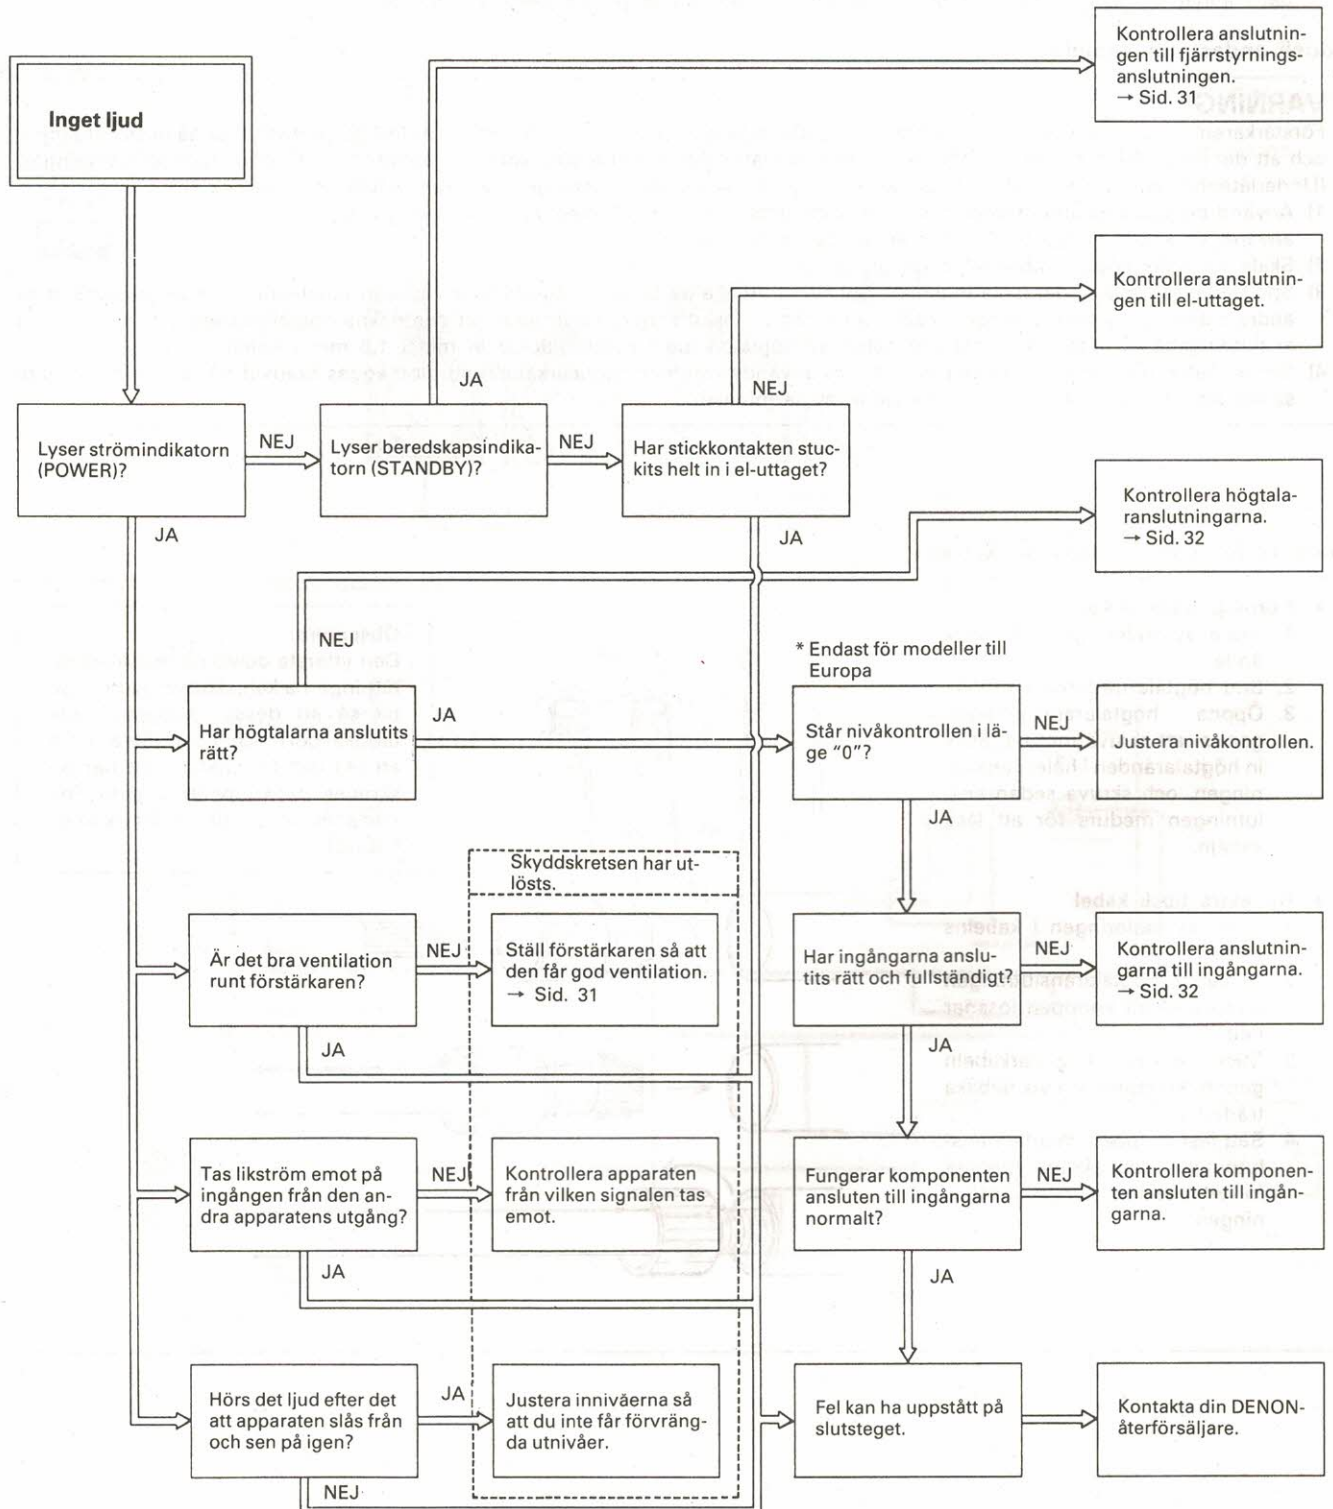 Kontrollera anslutnin-
gen till fjärrstyrnings-
anslutningen.
→ Sid. 31
Inget ljud
VARNING
Kontrollera anslutnin-
gen till el-uttaget.
JA
NEJ
Lyser strömindikatorn
(POWER)?
NEJ
Lyser beredskapsindika-
torn (STANDBY)?
NEJ
Har stickkontakten stuc-
kits helt in i el-uttaget?
Kontrollera högtala-
ranslutningarna.
→ Sid. 32
JA
JA
NEJ
* Endast för modeller till
Europa
Har högtalarna anslutits
rätt?
JA
Står nivåkontrollen i lä-
ge "0"?
NEJ
Justera nivåkontrollen.
JA
Skyddskretsen har ut-
lösts.
Är det bra ventilation
runt förstärkaren?
NEJ
Ställ förstärkaren så att
den får god ventilation.
→ Sid. 31
Har ingångarna anslu-
tits rätt och fullständigt?
NEJ
Kontrollera anslutnin-
garna till ingångarna.
→ Sid. 32
JA
JA
Tas likström emot på
ingången från den an-
dra apparatens utgång?
NEJ
Kontrollera apparaten
från vilken signalen tas
emot.
Fungerar komponenten
ansluten till ingångarna
normalt?
NEJ
Kontrollera komponen-
ten ansluten till ingån-
garna.
JA
JA
Hörs det ljud efter det
att apparaten slås från
och sen på igen?
JA
Justera innivåerna så
att du inte får förvräng-
da utnivåer.
Fel kan ha uppstått på
slutsteget.
Kontakta din DENON-
återförsäljare.
NEJ